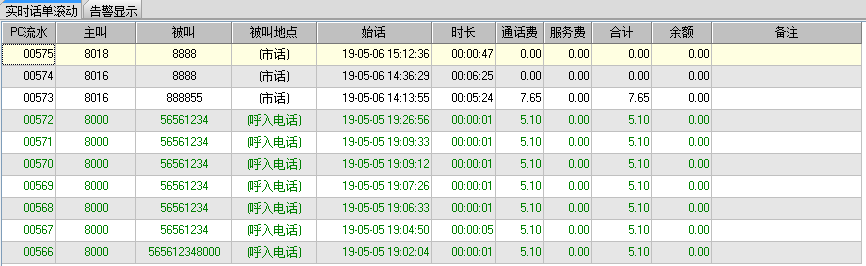 实时话单滚动 告警显示
PC流水 主叫 被叫 被叫地点 始话 时长 通话费 服务费 合计 余额 备注
00575 8018 8888 (市话) 19-05-06 15:12:36 00:00:47 0.00 0.00 0.00 0.00
00574 8016 8888 (市话) 19-05-06 14:36:29 00:06:25 0.00 0.00 0.00 0.00
00573 8016 888855 (市话) 19-05-06 14:13:55 00:05:24 7.65 0.00 7.65 0.00
00572 8000 56561234 (呼入电话) 19-05-05 19:26:56 00:00:01 5.10 0.00 5.10 0.00
00571 8000 56561234 (呼入电话) 19-05-05 19:09:33 00:00:01 5.10 0.00 5.10 0.00
00570 8000 56561234 (呼入电话) 19-05-05 19:09:12 00:00:01 5.10 0.00 5.10 0.00
00569 8000 56561234 (呼入电话) 19-05-05 19:07:26 00:00:01 5.10 0.00 5.10 0.00
00568 8000 56561234 (呼入电话) 19-05-05 19:06:33 00:00:01 5.10 0.00 5.10 0.00
00567 8000 56561234 (呼入电话) 19-05-05 19:04:50 00:00:05 5.10 0.00 5.10 0.00
00566 8000 565612348000 (呼入电话) 19-05-05 19:02:04 00:00:01 5.10 0.00 5.10 0.00